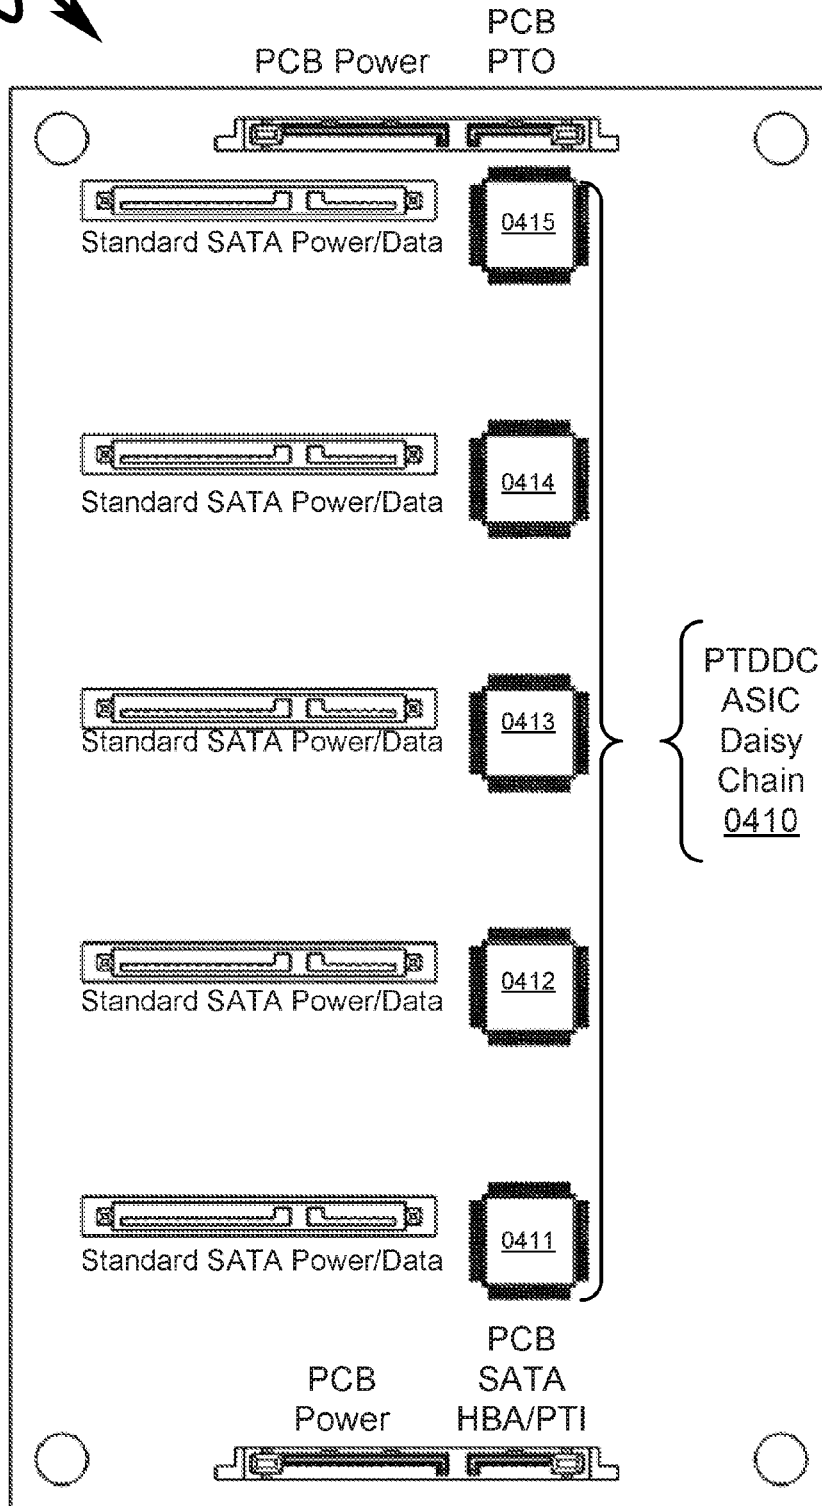 PCB Power
PCB
PTO
Standard SATA Power/Data
0415
Standard SATA Power/Data
0414
Standard SATA Power/Data
0413
PTDDC
ASIC
Daisy
Chain
0410
Standard SATA Power/Data
0412
Standard SATA Power/Data
0411
PCB
Power
PCB
SATA
HBA/PTI